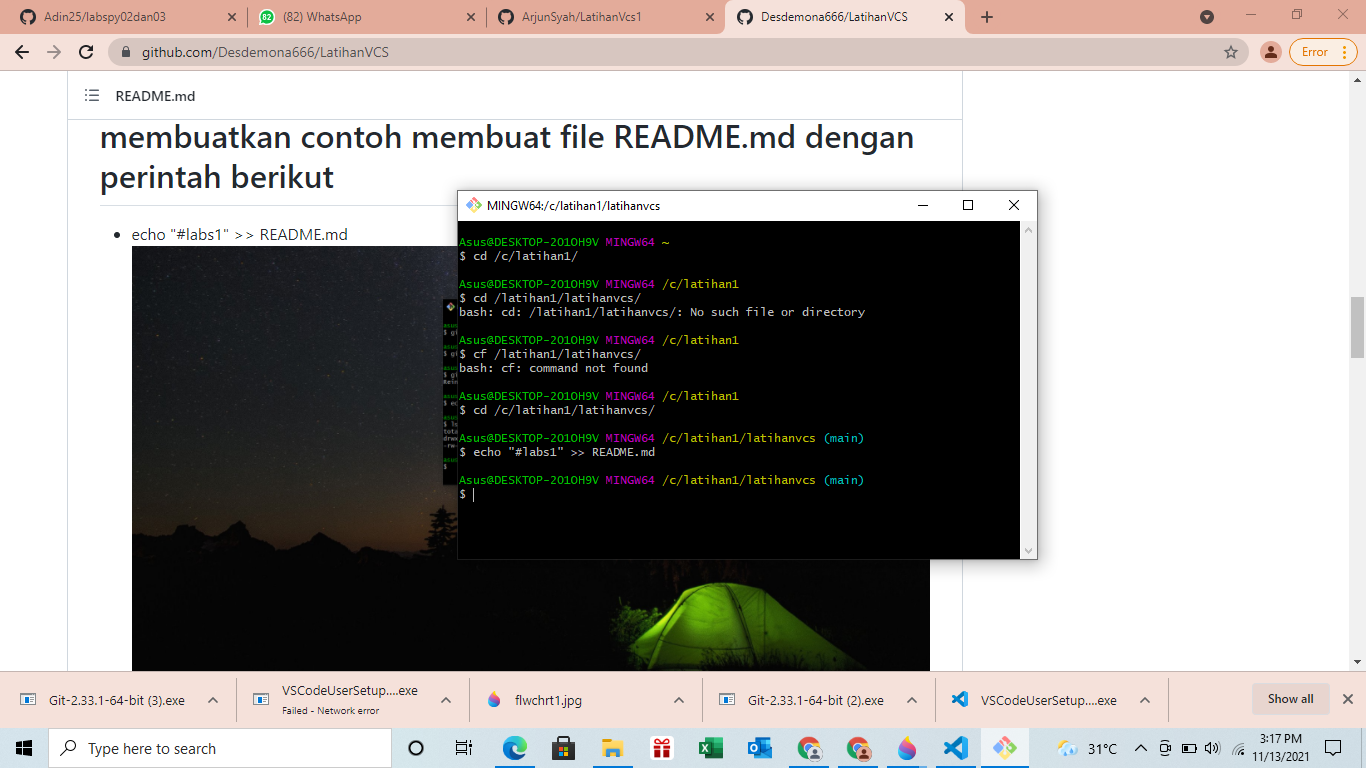 Adin25/labspy02dan03
(82) WhatsApp
ArjunSyah/LatihanVcs1
Desdemona666/LatihanVCS
github.com/Desdemona666/LatihanVCS
Error
README.md
membuatkan contoh membuat file README.md dengan
perintah berikut
echo "#labs1" >> README.md
MINGW64:/c/latihan1/latihanvcs
Asus@DESKTOP-201OH9V MINGW64 ~
$ cd /c/latihan1/
Asus@DESKTOP-201OH9V MINGW64 /c/latihan1
$ cd /latihan1/latihanvcs/
bash: cd: /latihan1/latihanvcs/: No such file or directory
Asus@DESKTOP-201OH9V MINGW64 /c/latihan1
$ cf /latihan1/latihanvcs/
bash: cf: command not found
Asus@DESKTOP-201OH9V MINGW64 /c/latihan1
$ cd /c/latihan1/latihanvcs/
Asus@DESKTOP-201OH9V MINGW64 /c/latihan1/latihanvcs (main)
$ echo "#labs1" >> README.md
Asus@DESKTOP-201OH9V MINGW64 /c/latihan1/latihanvcs (main)
$
Git-2.33.1-64-bit (3).exe
VSCodeUserSetup....exe
Failed - Network error
flwchrt1.jpg
Git-2.33.1-64-bit (2).exe
VSCodeUserSetup....exe
Show all
Type here to search
31°C
3:17 PM
11/13/2021